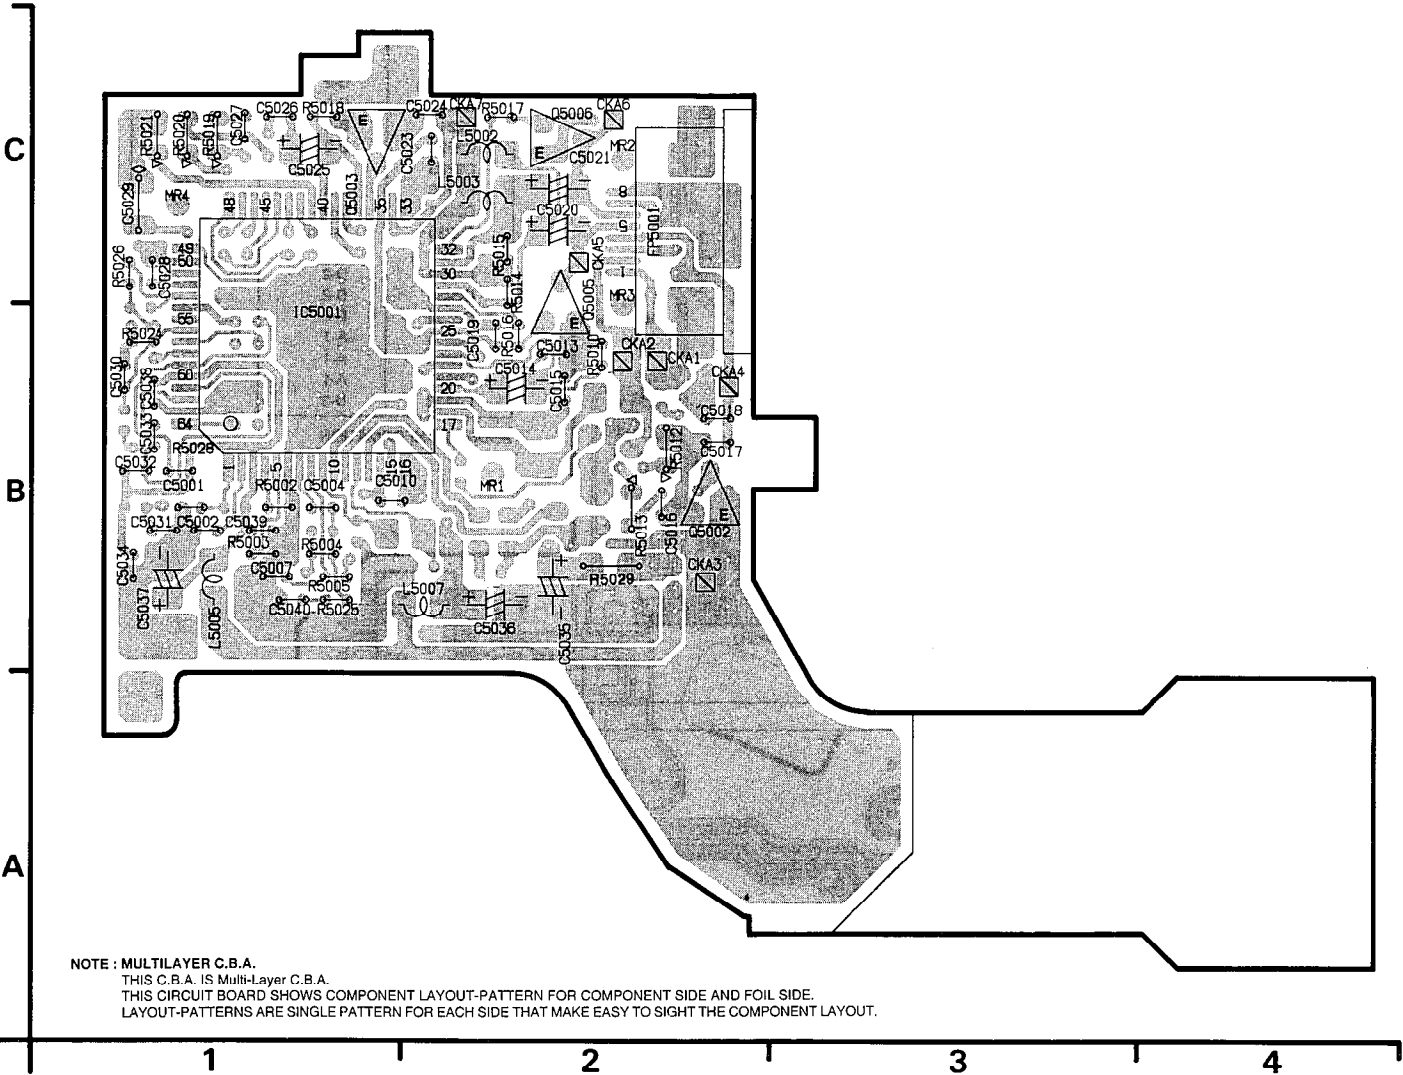 C
B
A
C5026 R5018 C5024 CKA7 R5017 Q5006 CKA6
R5021 R5020 R5019 C5027 E C5023 L5002 E C5021 MR2
C5025
C5029 MR4 Q5003 L5003 8
48 45 40 35 33 C5020 5 FP5001
R5026 C5028 49 50 32 30 R5015 CKA5 1
R5014 Q5005 MR3
IC5001
55 25 C5019 R5016 E
R5024 C5013 R5010 CKA2 CKA1
C5030 C5038 60 20 C5014 C5015 CKA4
C5033 64 17 C5018
R5028 R5012 C5017
C5032 1 5 10 15 16
C5001 R5002 C5004 C5010 MR1
C5031 C5002 C5039 R5013 C5016 E
Q5002
R5003 R5004
C5034 C5007 R5005 L5007 R5029 CKA3
C5037 L5005 C5040 R5025 C5036 C5035
NOTE : MULTILAYER C.B.A.
THIS C.B.A. IS Multi-Layer C.B.A.
THIS CIRCUIT BOARD SHOWS COMPONENT LAYOUT-PATTERN FOR COMPONENT SIDE AND FOIL SIDE.
LAYOUT-PATTERNS ARE SINGLE PATTERN FOR EACH SIDE THAT MAKE EASY TO SIGHT THE COMPONENT LAYOUT.
1 2 3 4